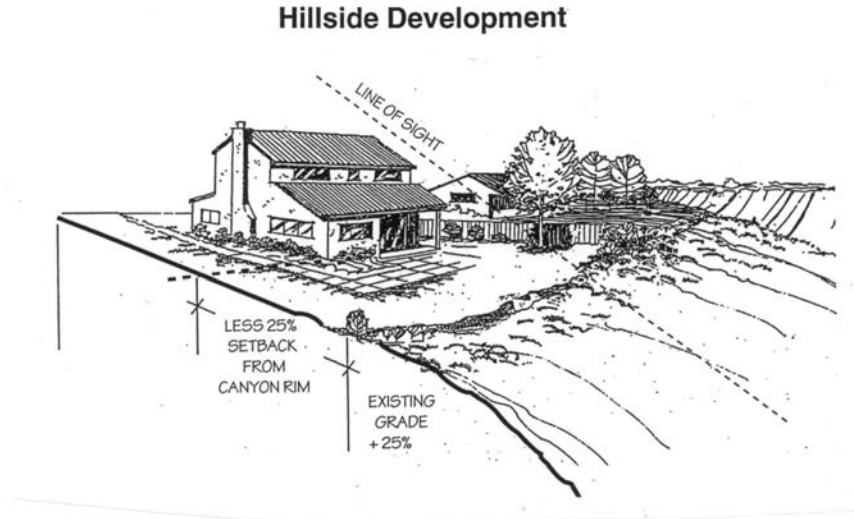 Hillside Development
LINE OF SIGHT
LESS 25%
SETBACK
FROM
CANYON RIM
EXISTING
GRADE
+ 25%